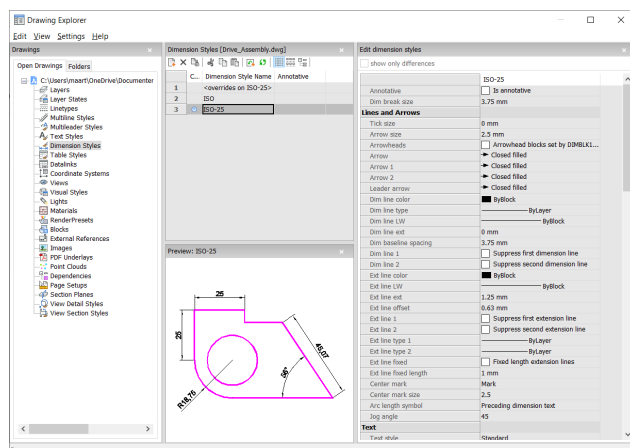 Drawing Explorer
Edit View Settings Help
Drawings
Open Drawings Folders
C:\Users\maart\OneDrive\Documenter
Layers
Layer States
Linetypes
Multiline Styles
Multileader Styles
Text Styles
Dimension Styles
Table Styles
Datalinks
Coordinate Systems
Views
Visual Styles
Lights
Materials
RenderPresets
Blocks
External References
Images
PDF Underlays
Point Clouds
Dependencies
Page Setups
Section Planes
View Detail Styles
View Section Styles
Dimension Styles [Drive_Assembly.dwg]
C... Dimension Style Name Annotative
1 <overrides on ISO-25>
2 ISO
3 ISO-25
Preview: ISO-25
25
25
45,07
56°
R18,75
Edit dimension styles
show only differences
ISO-25
Annotative Is annotative
Dim break size 3.75 mm
Lines and Arrows
Tick size 0 mm
Arrow size 2.5 mm
Arrowheads Arrowhead blocks set by DIMBLK1...
Arrow Closed filled
Arrow 1 Closed filled
Arrow 2 Closed filled
Leader arrow Closed filled
Dim line color ByBlock
Dim line type ByLayer
Dim line LW ByBlock
Dim line ext 0 mm
Dim baseline spacing 3.75 mm
Dim line 1 Suppress first dimension line
Dim line 2 Suppress second dimension line
Ext line color ByBlock
Ext line LW ByBlock
Ext line ext 1.25 mm
Ext line offset 0.63 mm
Ext line 1 Suppress first extension line
Ext line 2 Suppress second extension line
Ext line type 1 ByLayer
Ext line type 2 ByLayer
Ext line fixed Fixed length extension lines
Ext line fixed length 1 mm
Center mark Mark
Center mark size 2.5
Arc length symbol Preceding dimension text
Jog angle 45
Text
Text style Standard